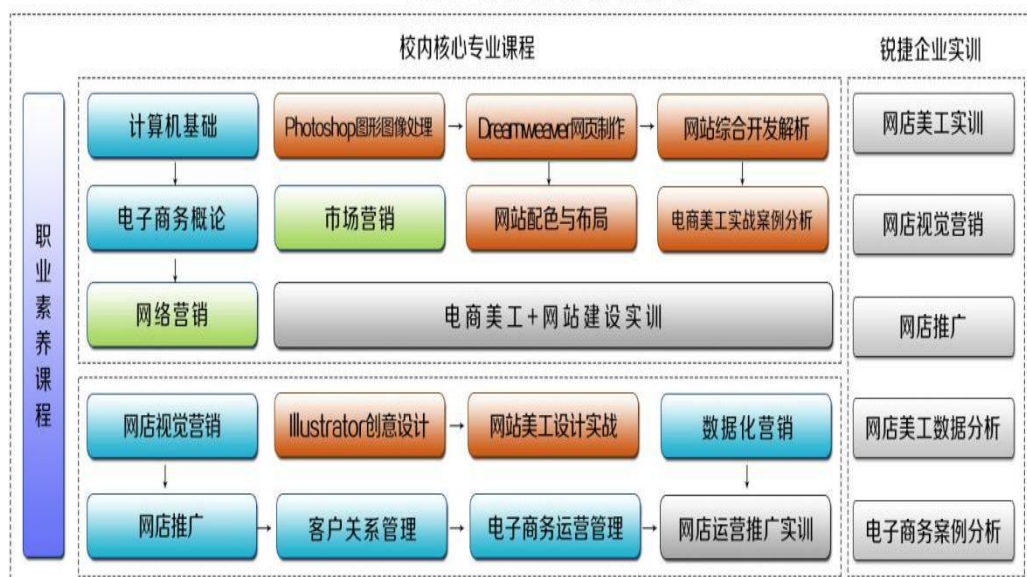 校内核心专业课程
锐捷企业实训
职业素养课程
计算机基础
Photoshop图形图像处理
Dreamweaver网页制作
网站综合开发解析
网店美工实训
电子商务概论
市场营销
网站配色与布局
电商美工实战案例分析
网店视觉营销
网络营销
电商美工+网站建设实训
网店推广
网店视觉营销
Illustrator创意设计
网站美工设计实战
数据化营销
网店美工数据分析
网店推广
客户关系管理
电子商务运营管理
网店运营推广实训
电子商务案例分析